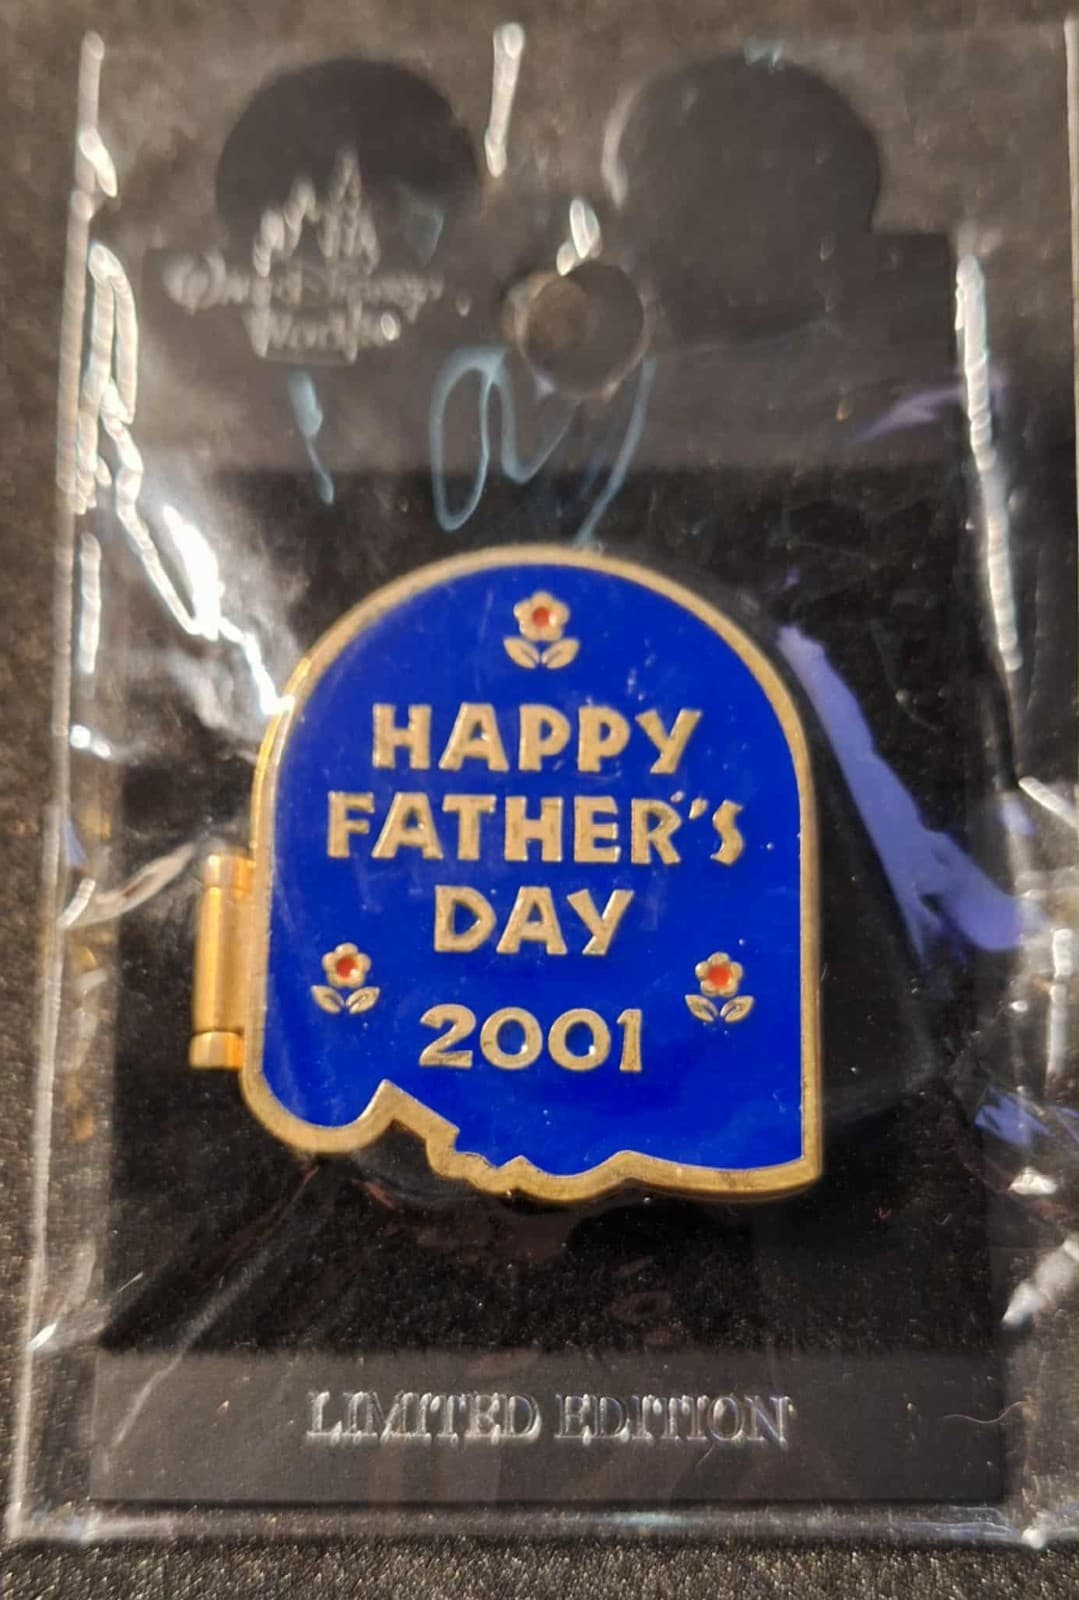 Walt Disney
World
HAPPY
FATHER'S
DAY
2001
LIMITED EDITION